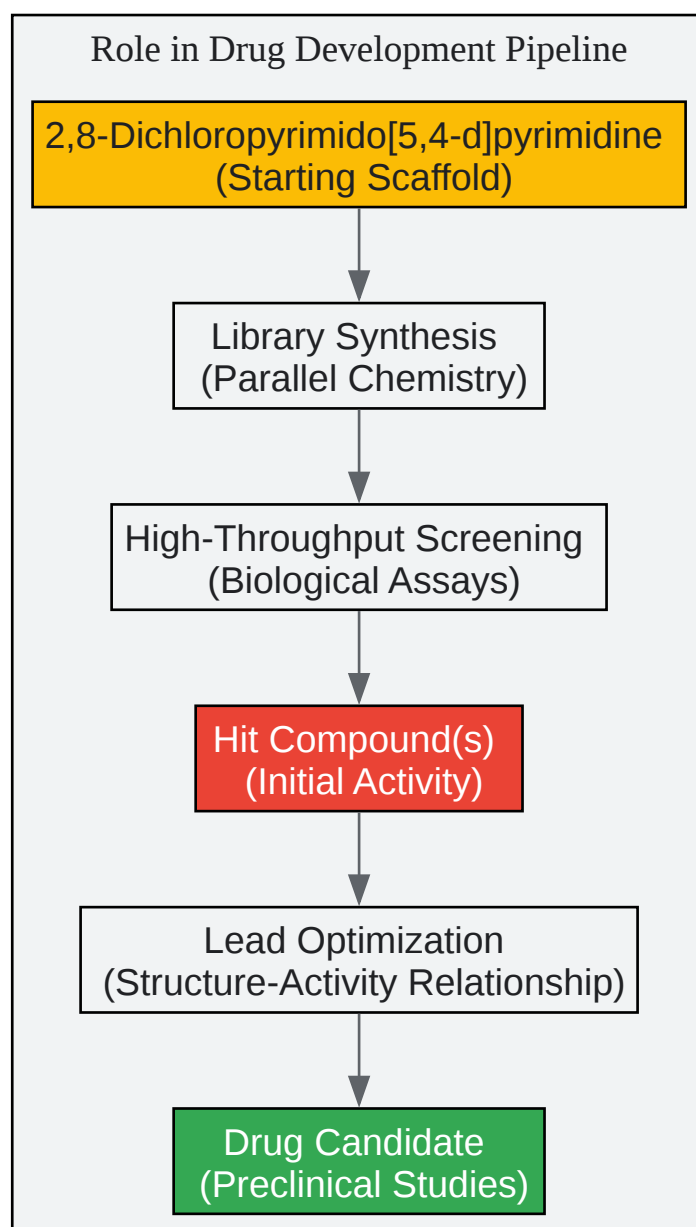 Role in Drug Development Pipeline
2,8-Dichloropyrimido[5,4-d]pyrimidine
(Starting Scaffold)
Library Synthesis
(Parallel Chemistry)
High-Throughput Screening
(Biological Assays)
Hit Compound(s)
(Initial Activity)
Lead Optimization
(Structure-Activity Relationship)
Drug Candidate
(Preclinical Studies)